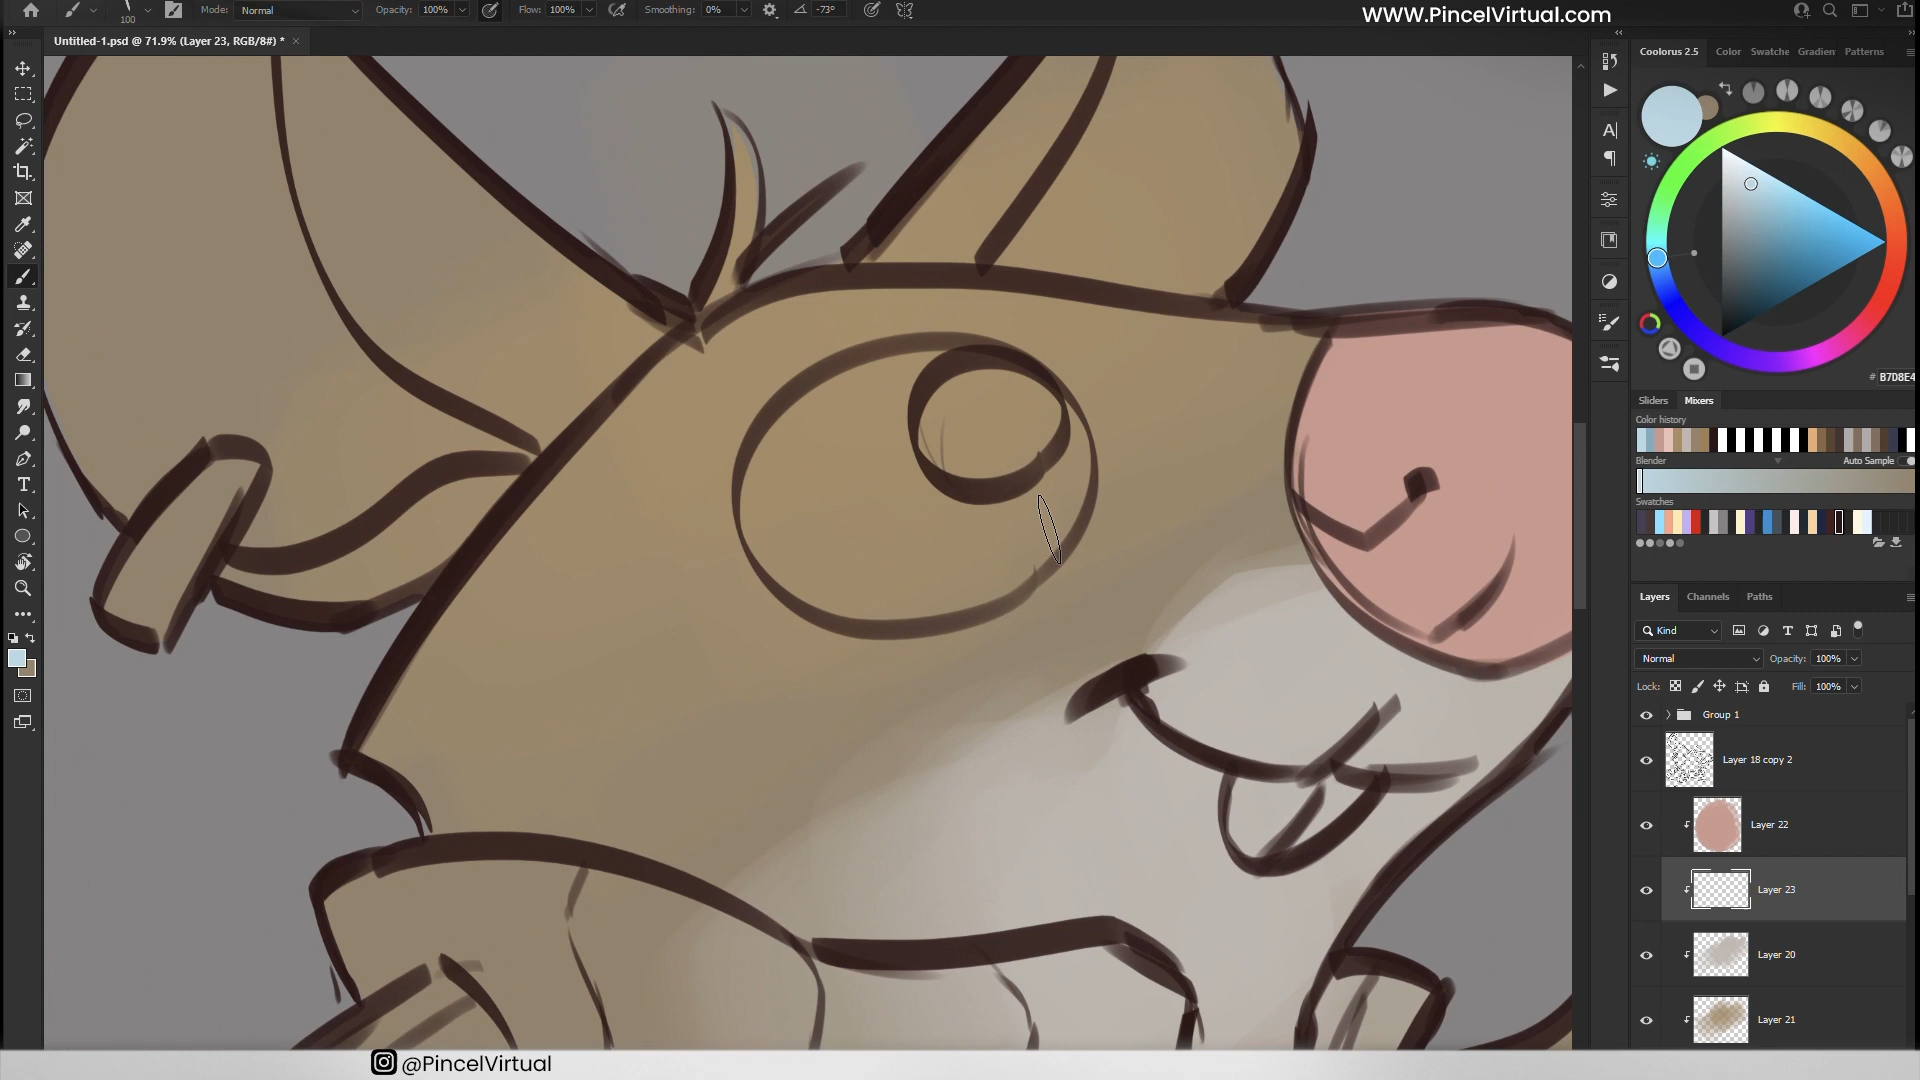 Mode: Normal Opacity: 100% Flow: 100% Smoothing: 0% -73°
100
WWW.PincelVirtual.com
Untitled-1.psd @ 71.9% (Layer 23, RGB/8#) * ×
Coolorus 2.5 Color Swatche Gradien Patterns
# B7D8E4
Sliders Mixers
Color history
Blender Auto Sample
Swatches
Layers Channels Paths
Kind
Normal Opacity: 100%
Lock: Fill: 100%
Group 1
Layer 18 copy 2
Layer 22
Layer 23
Layer 20
Layer 21
@PincelVirtual